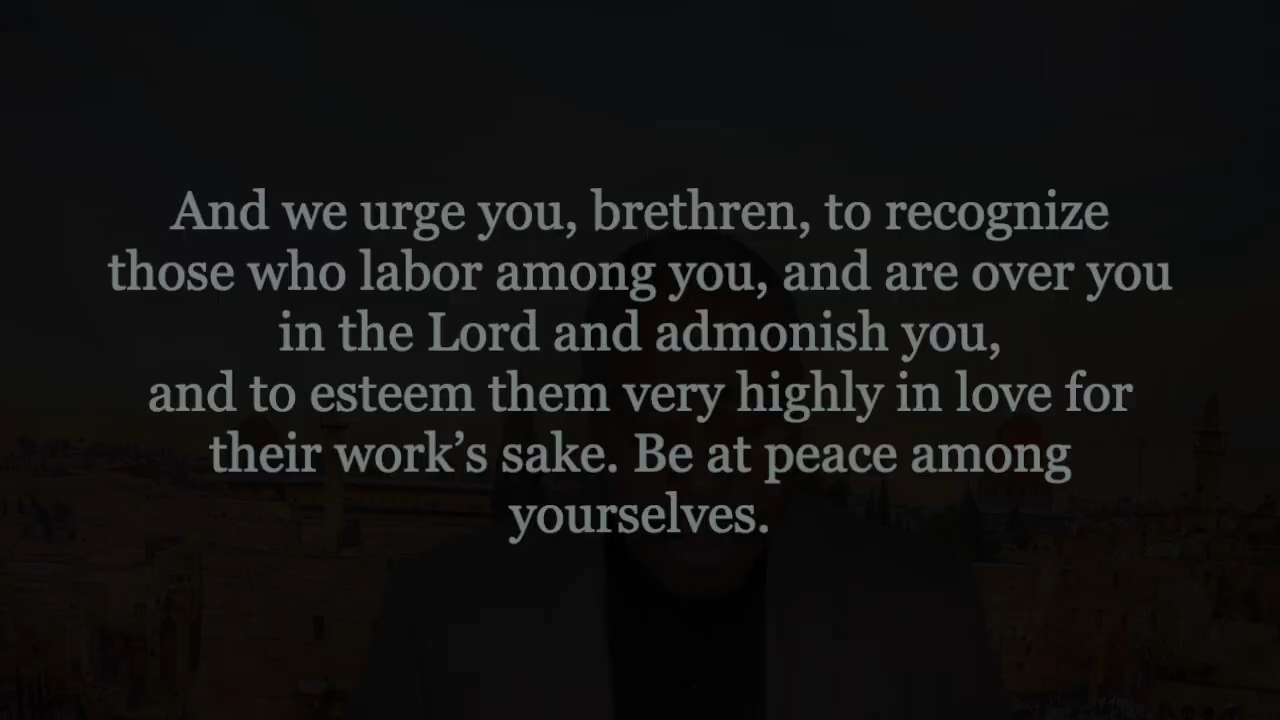 And we urge you, brethren, to recognize
those who labor among you, and are over you
in the Lord and admonish you,
and to esteem them very highly in love for
their work’s sake. Be at peace among
yourselves.